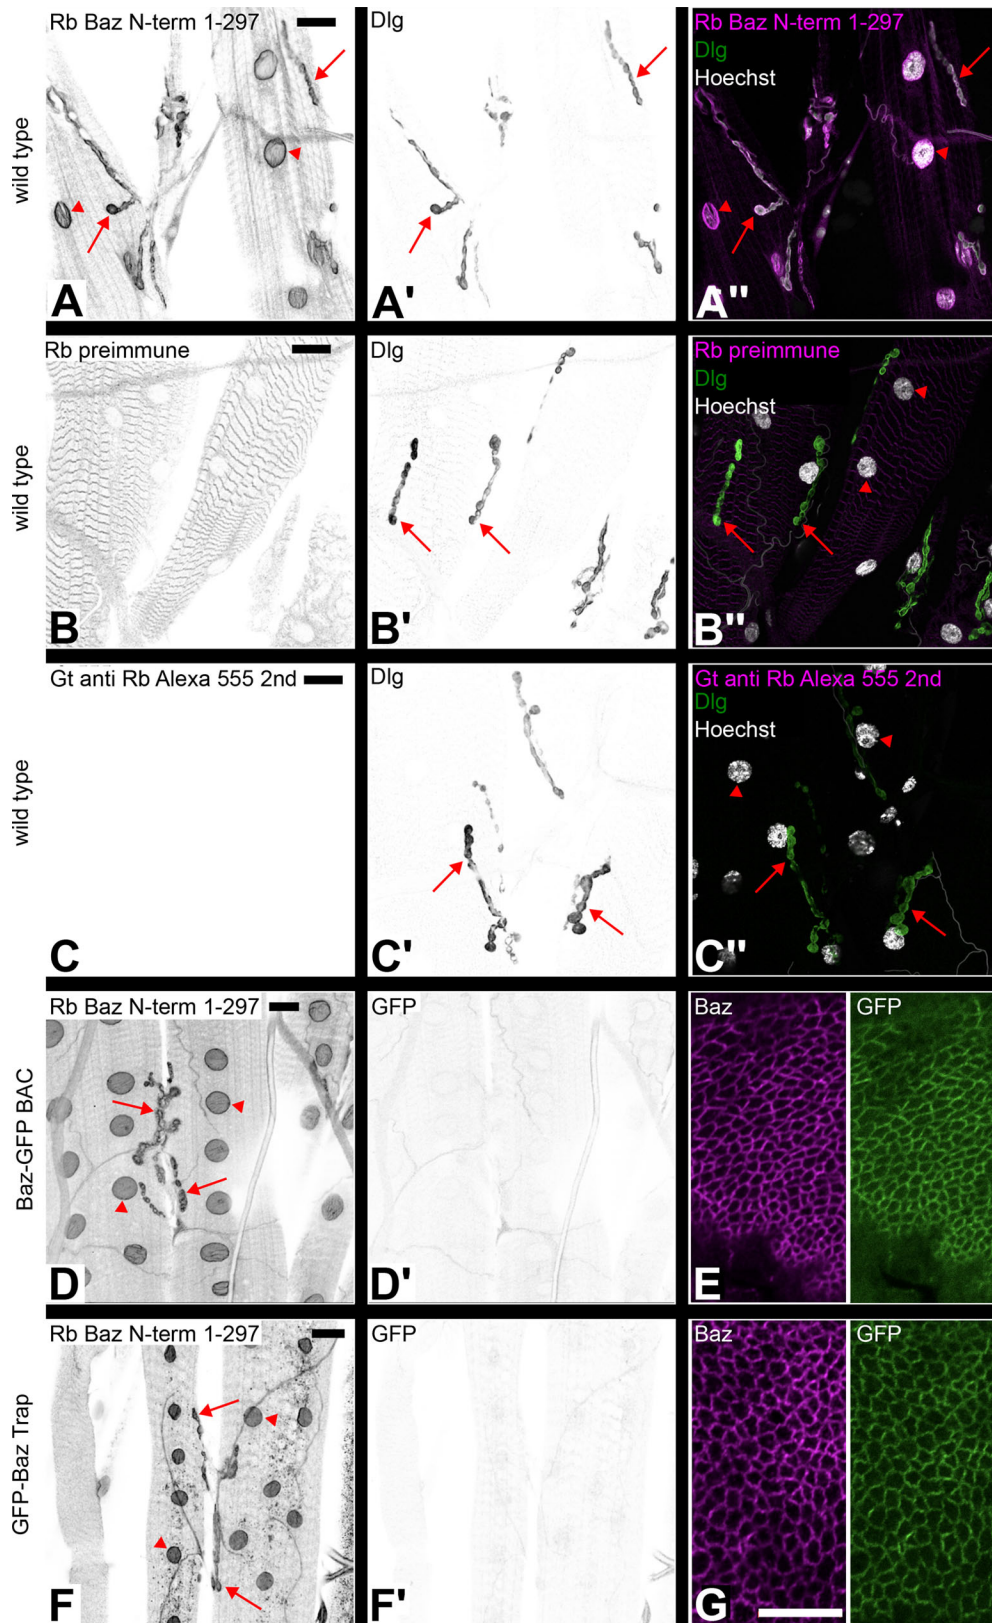 wild type
Rb Baz N-term 1-297
A
Dlg
A'
Rb Baz N-term 1-297
Dlg
Hoechst
A"
wild type
Rb preimmune
B
Dlg
B'
Rb preimmune
Dlg
Hoechst
B"
wild type
Gt anti Rb Alexa 555 2nd
C
Dlg
C'
Gt anti Rb Alexa 555 2nd
Dlg
Hoechst
C"
Baz-GFP BAC
Rb Baz N-term 1-297
D
GFP
D'
Baz
GFP
E
GFP-Baz Trap
Rb Baz N-term 1-297
F
GFP
F'
Baz
GFP
G